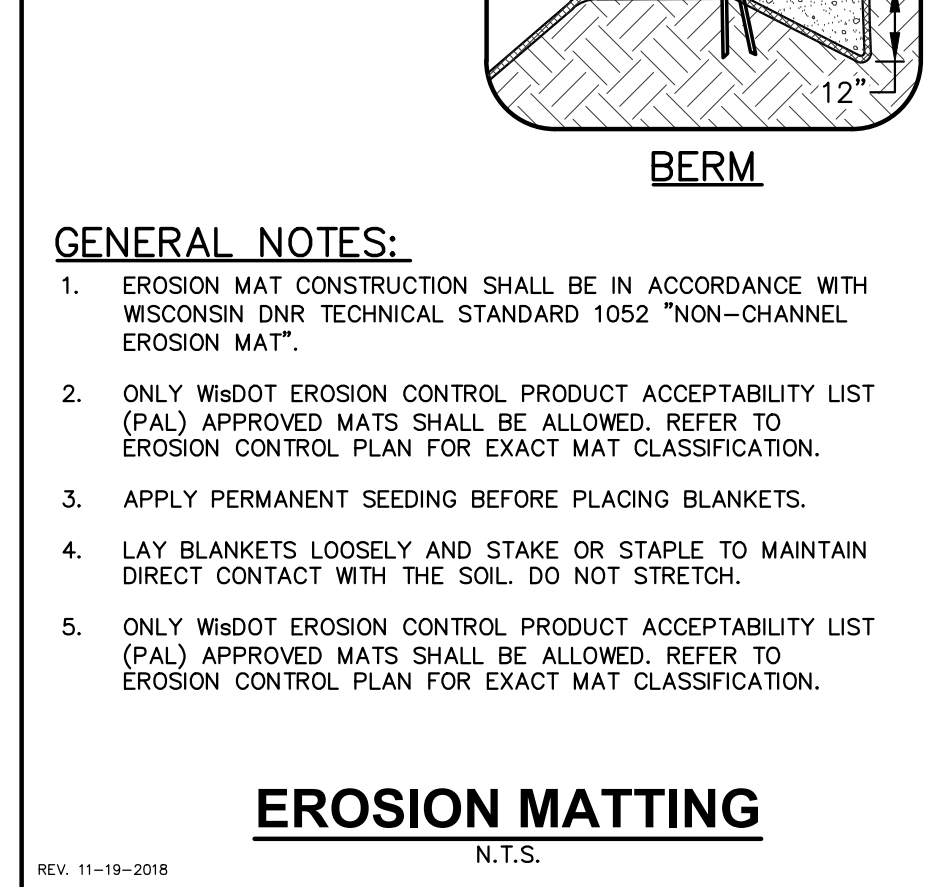 12"
BERM
GENERAL NOTES:
1. EROSION MAT CONSTRUCTION SHALL BE IN ACCORDANCE WITH
WISCONSIN DNR TECHNICAL STANDARD 1052 "NON-CHANNEL
EROSION MAT".
2. ONLY WisDOT EROSION CONTROL PRODUCT ACCEPTABILITY LIST
(PAL) APPROVED MATS SHALL BE ALLOWED. REFER TO
EROSION CONTROL PLAN FOR EXACT MAT CLASSIFICATION.
3. APPLY PERMANENT SEEDING BEFORE PLACING BLANKETS.
4. LAY BLANKETS LOOSELY AND STAKE OR STAPLE TO MAINTAIN
DIRECT CONTACT WITH THE SOIL. DO NOT STRETCH.
5. ONLY WisDOT EROSION CONTROL PRODUCT ACCEPTABILITY LIST
(PAL) APPROVED MATS SHALL BE ALLOWED. REFER TO
EROSION CONTROL PLAN FOR EXACT MAT CLASSIFICATION.
EROSION MATTING
N.T.S.
REV. 11-19-2018